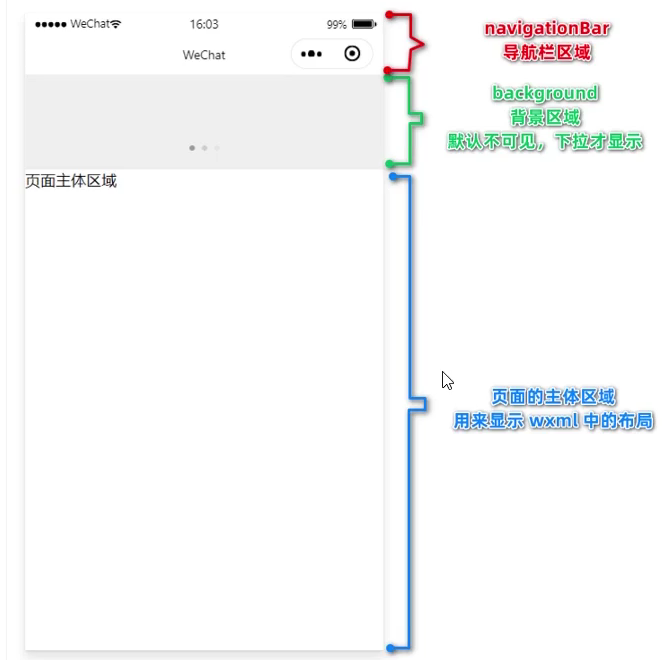 ●●●●● WeChat
16:03
99%
WeChat
页面主体区域
navigationBar
导航栏区域
background
背景区域
默认不可见，下拉才显示
页面的主体区域
用来显示 wxml 中的布局